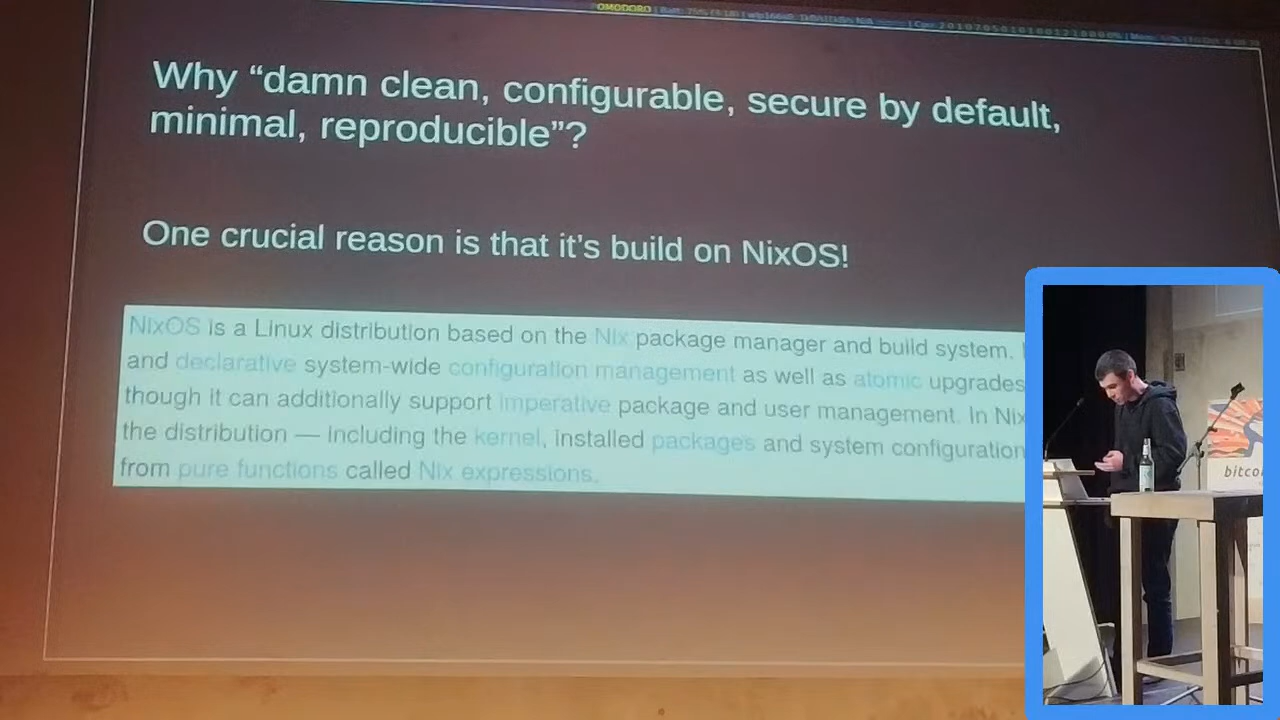 OMODORO
Why “damn clean, configurable, secure by default,
minimal, reproducible”?
One crucial reason is that it’s build on NixOS!
NixOS is a Linux distribution based on the Nix package manager and build system.
and declarative system-wide configuration management as well as atomic upgrades
though it can additionally support imperative package and user management. In Nix
the distribution — including the kernel, installed packages and system configuration
from pure functions called Nix expressions.
bitco